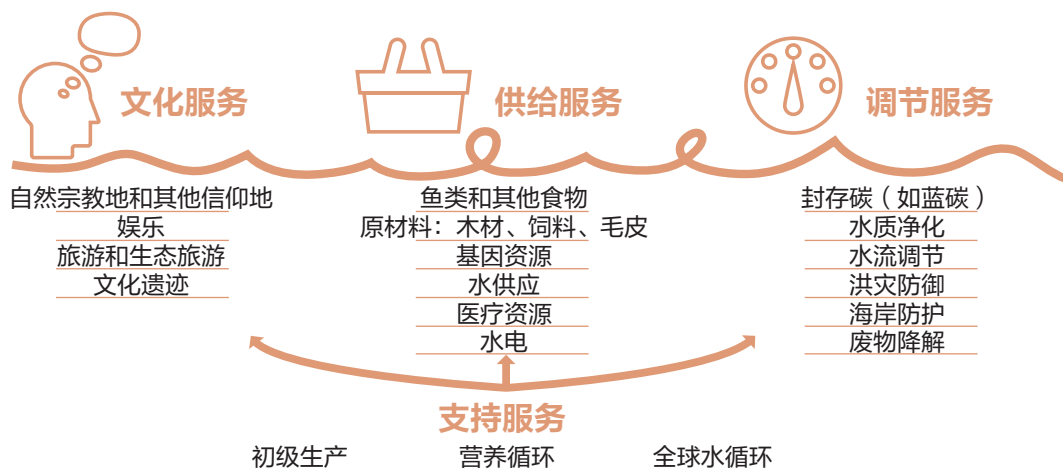 文化服务
自然宗教地和其他信仰地
娱乐
旅游和生态旅游
文化遗迹
供给服务
鱼类和其他食物
原材料：木材、饲料、毛皮
基因资源
水供应
医疗资源
水电
调节服务
封存碳（如蓝碳）
水质净化
水流调节
洪灾防御
海岸防护
废物降解
支持服务
初级生产
营养循环
全球水循环